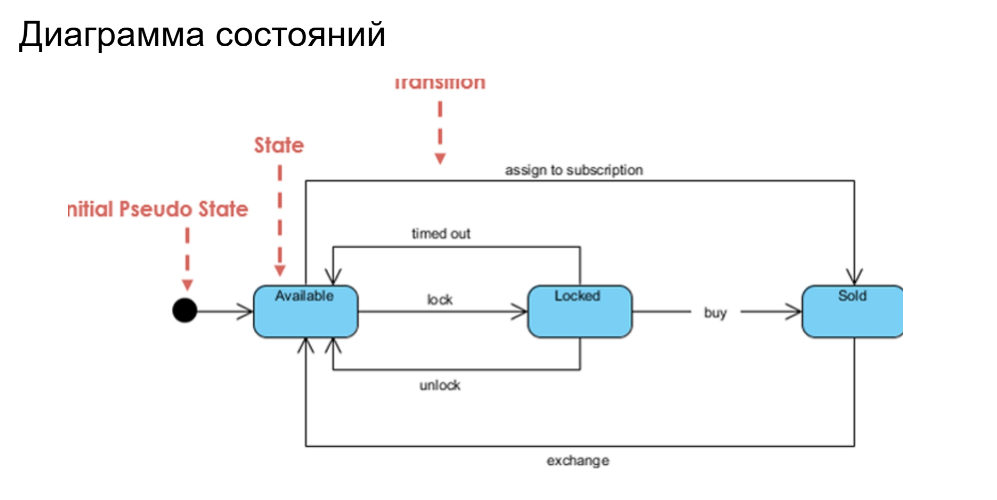 Диаграмма состояний
Transition
State
assign to subscription
nitial Pseudo State
timed out
Available
lock
Locked
buy
Sold
unlock
exchange